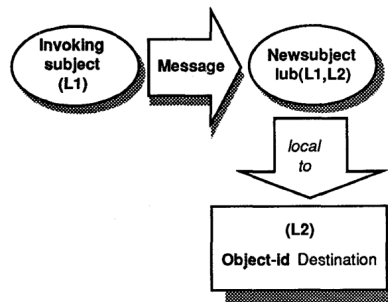 Invoking
subject
(L1)
Message
Newsubject
lub(L1,L2)
local
to
(L2)
Object-id Destination